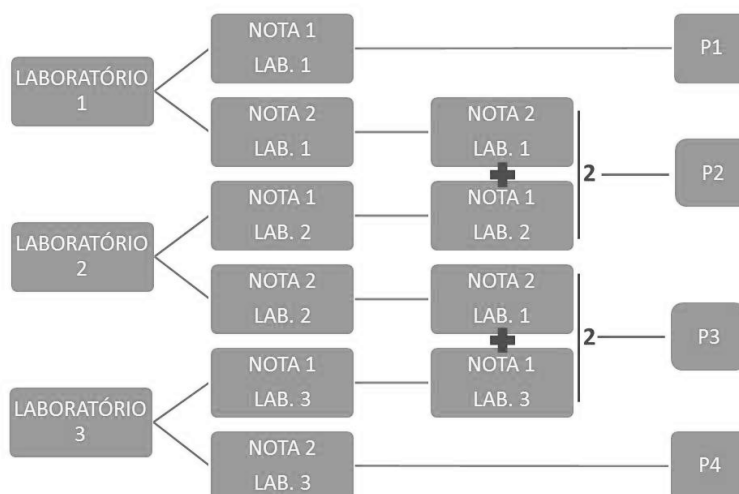 NOTA 1
LAB. 1
P1
LABORATÓRIO
1
NOTA 2
LAB. 1
NOTA 2
LAB. 1
2
P2
NOTA 1
LAB. 2
NOTA 1
LAB. 2
LABORATÓRIO
2
NOTA 2
LAB. 2
NOTA 2
LAB. 1
2
P3
NOTA 1
LAB. 3
NOTA 1
LAB. 3
LABORATÓRIO
3
NOTA 2
LAB. 3
P4